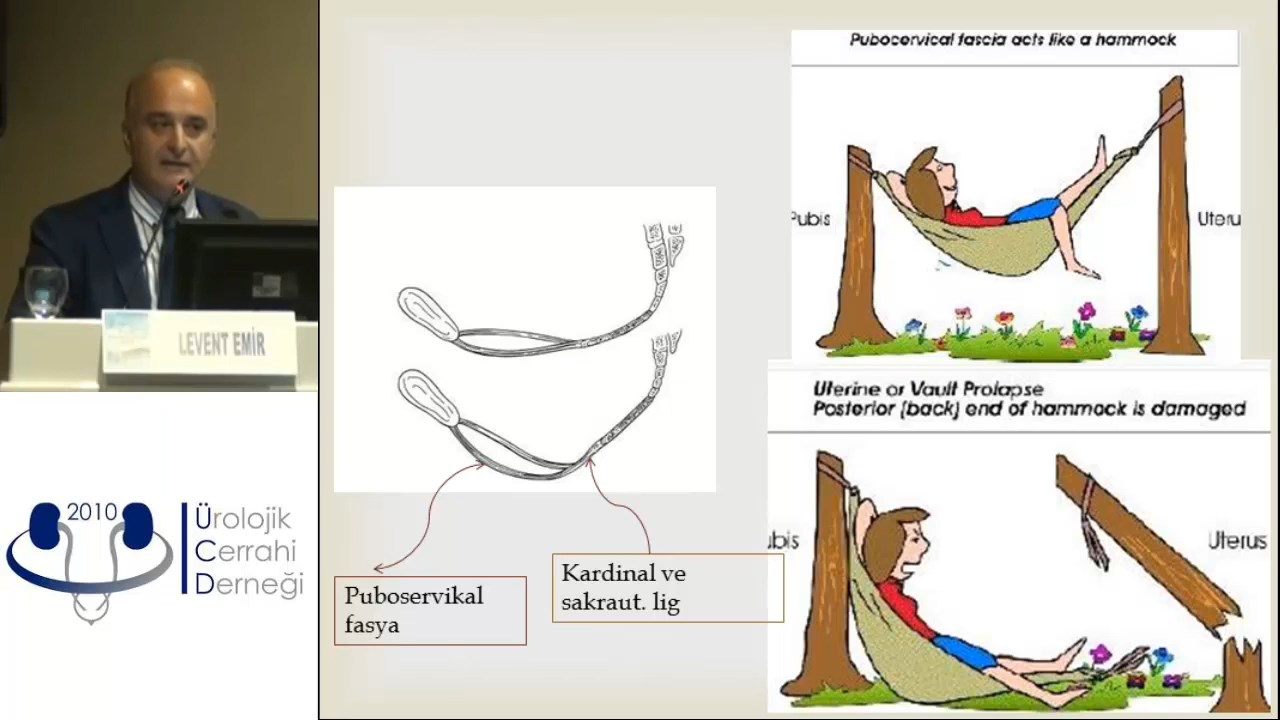 LEVENT EMİR
2010
Ürolojik
Cerrahi
Derneği
Puboservikal
fasya
Kardinal ve
sakraut. lig
Pubocervical fascia acts like a hammock
Pubis
Uteru
Uterine or Vault Prolapse
Posterior (back) end of hammock is damaged
ubis
Uterus